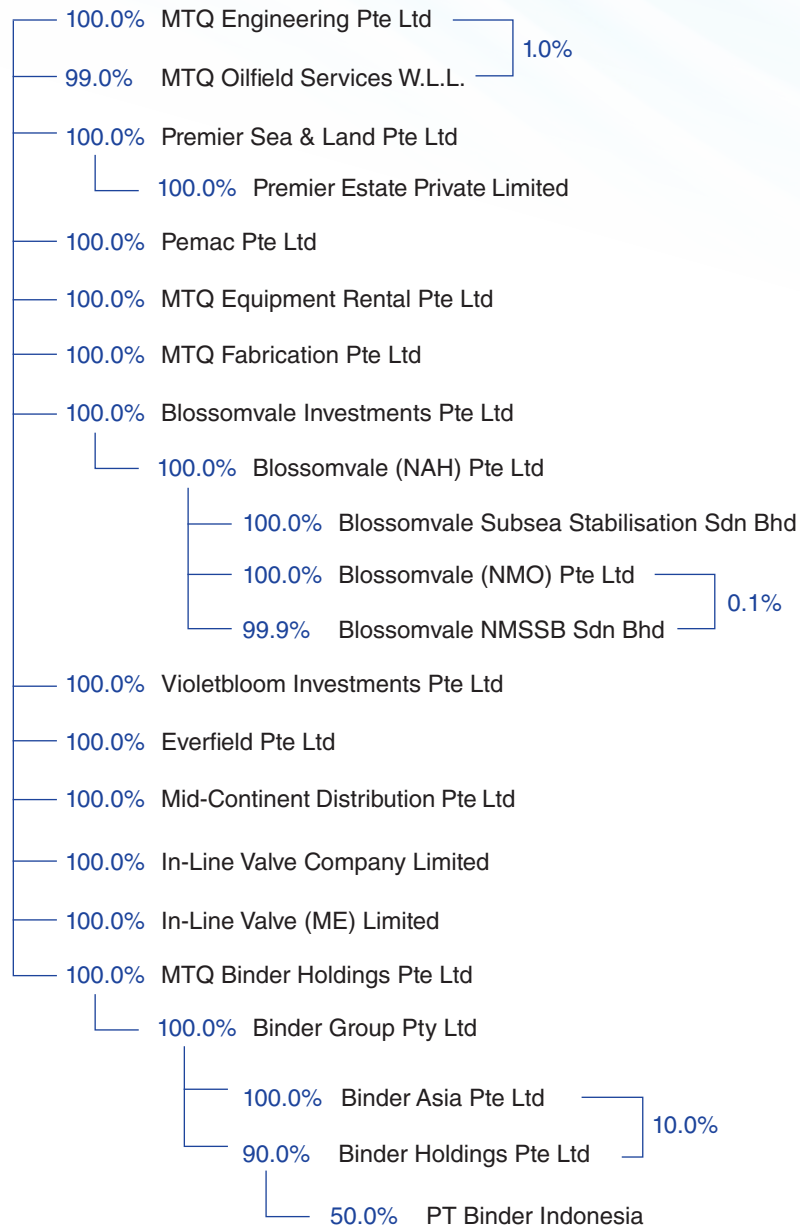 100.0% MTQ Engineering Pte Ltd
1.0%
99.0% MTQ Oilfield Services W.L.L.
100.0% Premier Sea & Land Pte Ltd
100.0% Premier Estate Private Limited
100.0% Pemac Pte Ltd
100.0% MTQ Equipment Rental Pte Ltd
100.0% MTQ Fabrication Pte Ltd
100.0% Blossomvale Investments Pte Ltd
100.0% Blossomvale (NAH) Pte Ltd
100.0% Blossomvale Subsea Stabilisation Sdn Bhd
100.0% Blossomvale (NMO) Pte Ltd
0.1%
99.9% Blossomvale NMSSB Sdn Bhd
100.0% Violetbloom Investments Pte Ltd
100.0% Everfield Pte Ltd
100.0% Mid-Continent Distribution Pte Ltd
100.0% In-Line Valve Company Limited
100.0% In-Line Valve (ME) Limited
100.0% MTQ Binder Holdings Pte Ltd
100.0% Binder Group Pty Ltd
100.0% Binder Asia Pte Ltd
10.0%
90.0% Binder Holdings Pte Ltd
50.0% PT Binder Indonesia